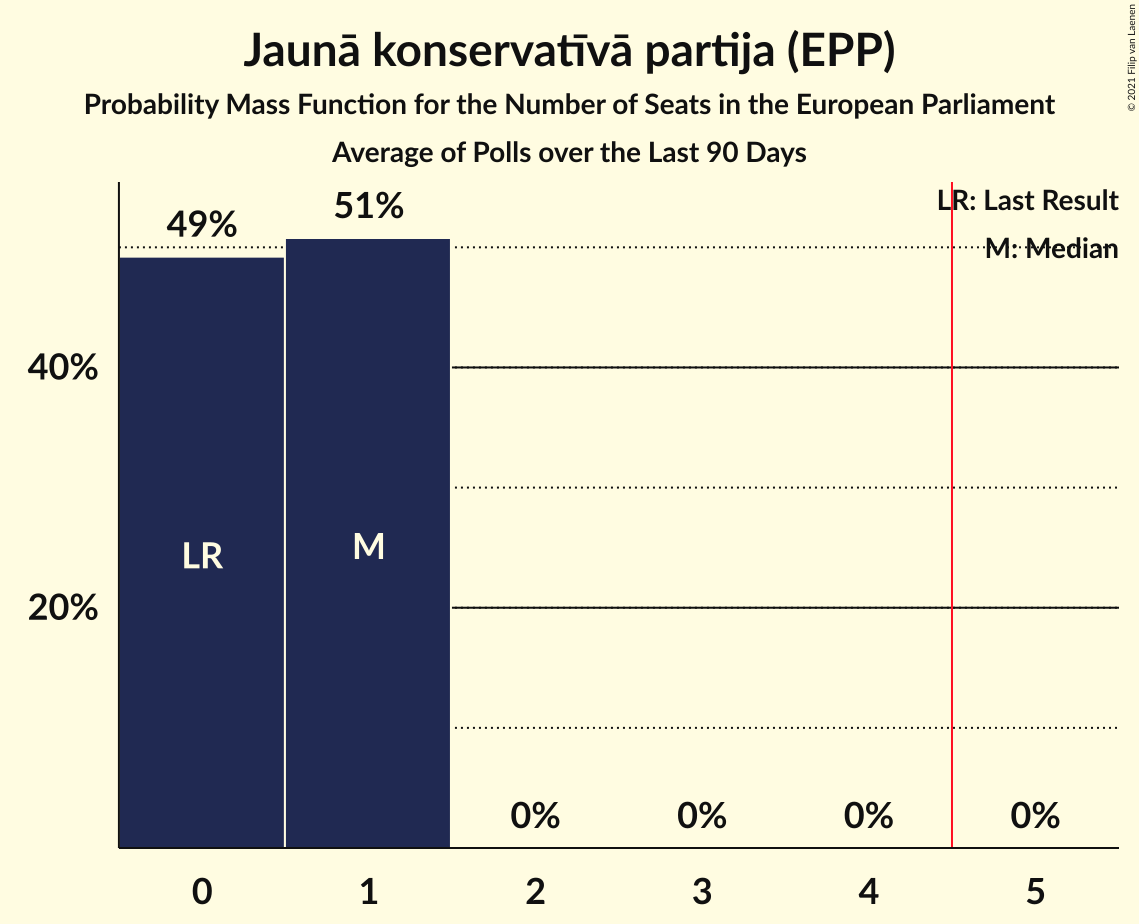 Jaunā konservatīvā partija (EPP)
Probability Mass Function for the Number of Seats in the European Parliament
Average of Polls over the Last 90 Days
© 2021 Filip van Laenen
LR: Last Result
M: Median
49%
51%
40%
20%
LR
M
0%
0%
0%
0%
0
1
2
3
4
5